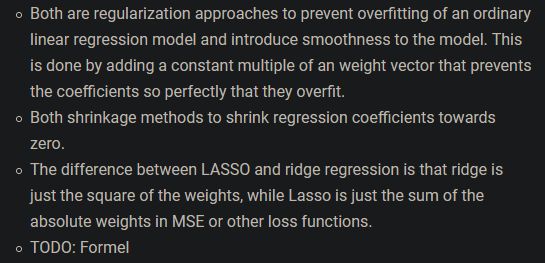 Both are regularization approaches to prevent overfitting of an ordinary
linear regression model and introduce smoothness to the model. This
is done by adding a constant multiple of an weight vector that prevents
the coefficients so perfectly that they overfit.
Both shrinkage methods to shrink regression coefficients towards
zero.
The difference between LASSO and ridge regression is that ridge is
just the square of the weights, while Lasso is just the sum of the
absolute weights in MSE or other loss functions.
TODO: Formel